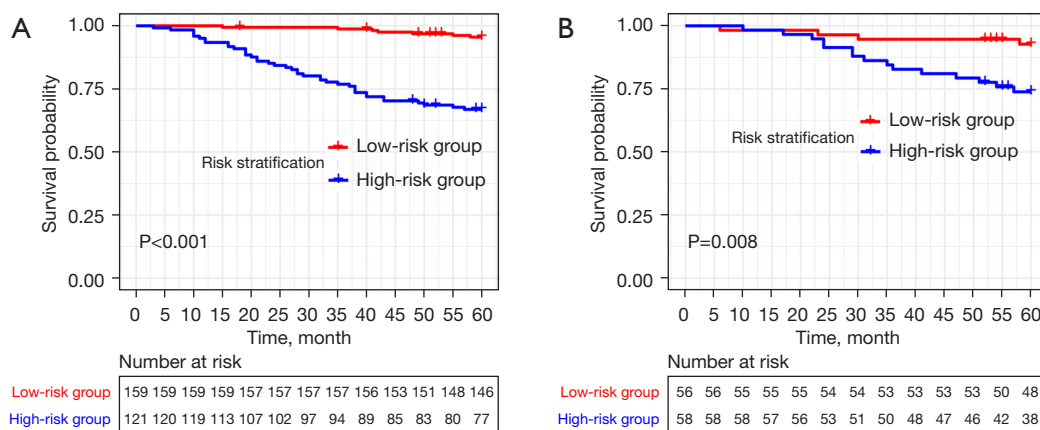 A
1.00
0.75
0.50
0.25
0.00
Survival probability
Risk stratification
Low-risk group
High-risk group
P<0.001
0 5 10 15 20 25 30 35 40 45 50 55 60
Time, month
Number at risk
Low-risk group 159 159 159 159 157 157 157 157 156 153 151 148 146
High-risk group 121 120 119 113 107 102 97 94 89 85 83 80 77
B
1.00
0.75
0.50
0.25
0.00
Survival probability
Risk stratification
Low-risk group
High-risk group
P=0.008
0 5 10 15 20 25 30 35 40 45 50 55 60
Time, month
Number at risk
Low-risk group 56 56 55 55 55 54 54 53 53 53 53 50 48
High-risk group 58 58 58 57 56 53 51 50 48 47 46 42 38